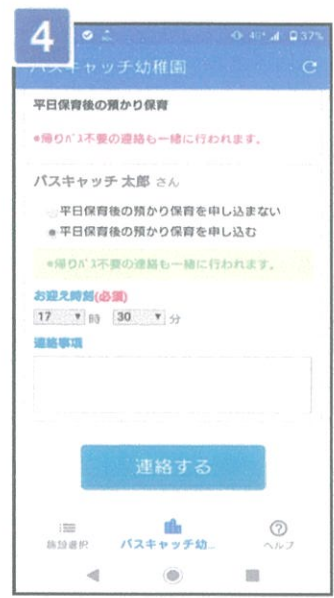 4
37%
バスキャッチ幼稚園
平日保育後の預かり保育
*帰りバス不要の連絡も一緒に行われます。
バスキャッチ 太郎 さん
平日保育後の預かり保育を申し込まない
平日保育後の預かり保育を申し込む
*帰りバス不要の連絡も一緒に行われます。
お迎え時刻(必須)
17 時 30 分
連絡事項
連絡する
施設選択 バスキャッチ幼... ヘルプ